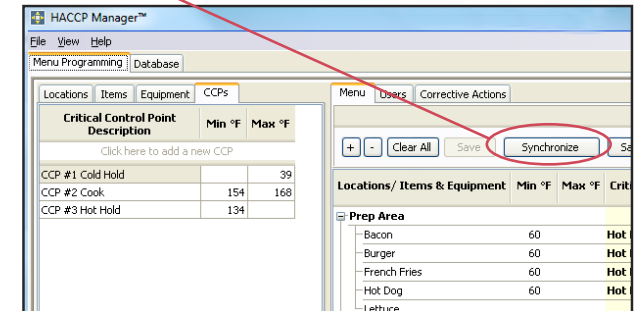 HACCP Manager™
File View Help
Menu Programming Database
Locations Items Equipment CCPs
Critical Control Point Description Min °F Max °F
Click here to add a new CCP
CCP #1 Cold Hold 39
CCP #2 Cook 154 168
CCP #3 Hot Hold 134
Menu Users Corrective Actions
+ - Clear All Save Synchronize Sa
Locations/ Items & Equipment Min °F Max °F Criti
Prep Area
Bacon 60 Hot
Burger 60 Hot
French Fries 60 Hot
Hot Dog 60 Hot
Lettuce